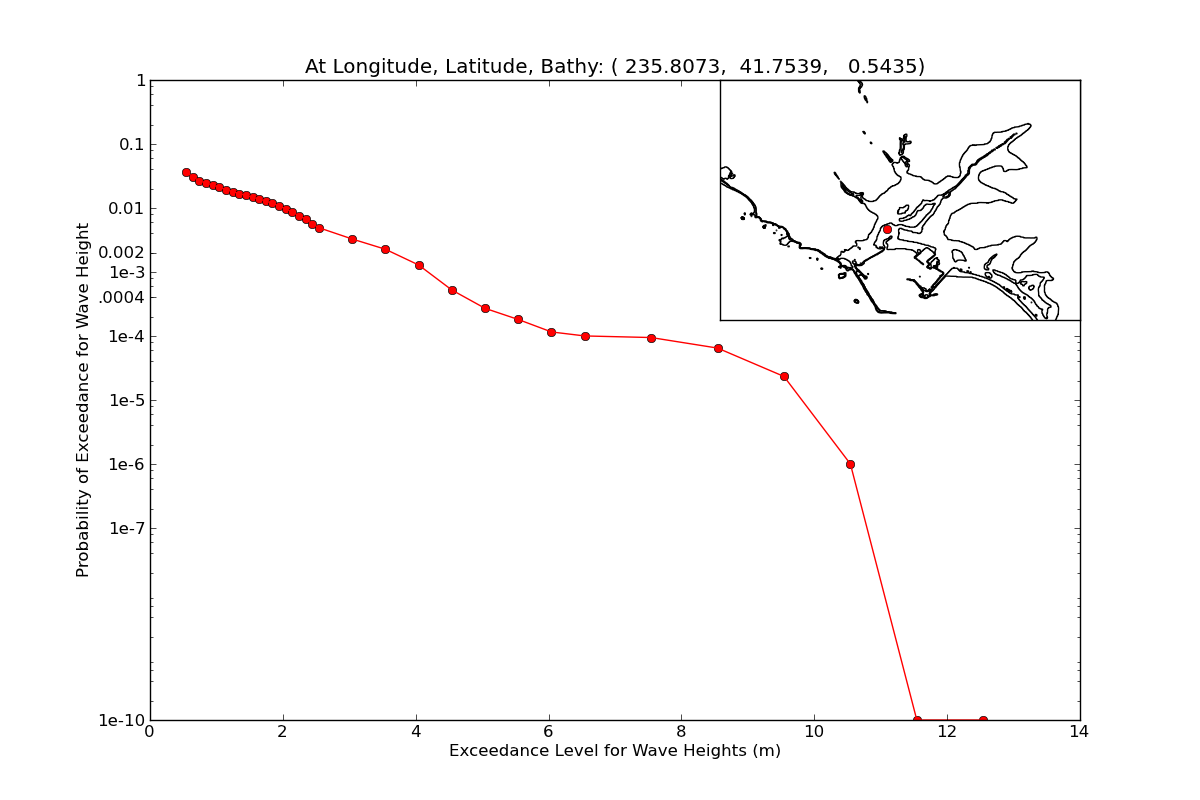 At Longitude, Latitude, Bathy: ( 235.8073, 41.7539, 0.5435)
Probability of Exceedance for Wave Height
1
0.1
0.01
0.002
1e-3
.0004
1e-4
1e-5
1e-6
1e-7
1e-10
0 2 4 6 8 10 12 14
Exceedance Level for Wave Heights (m)